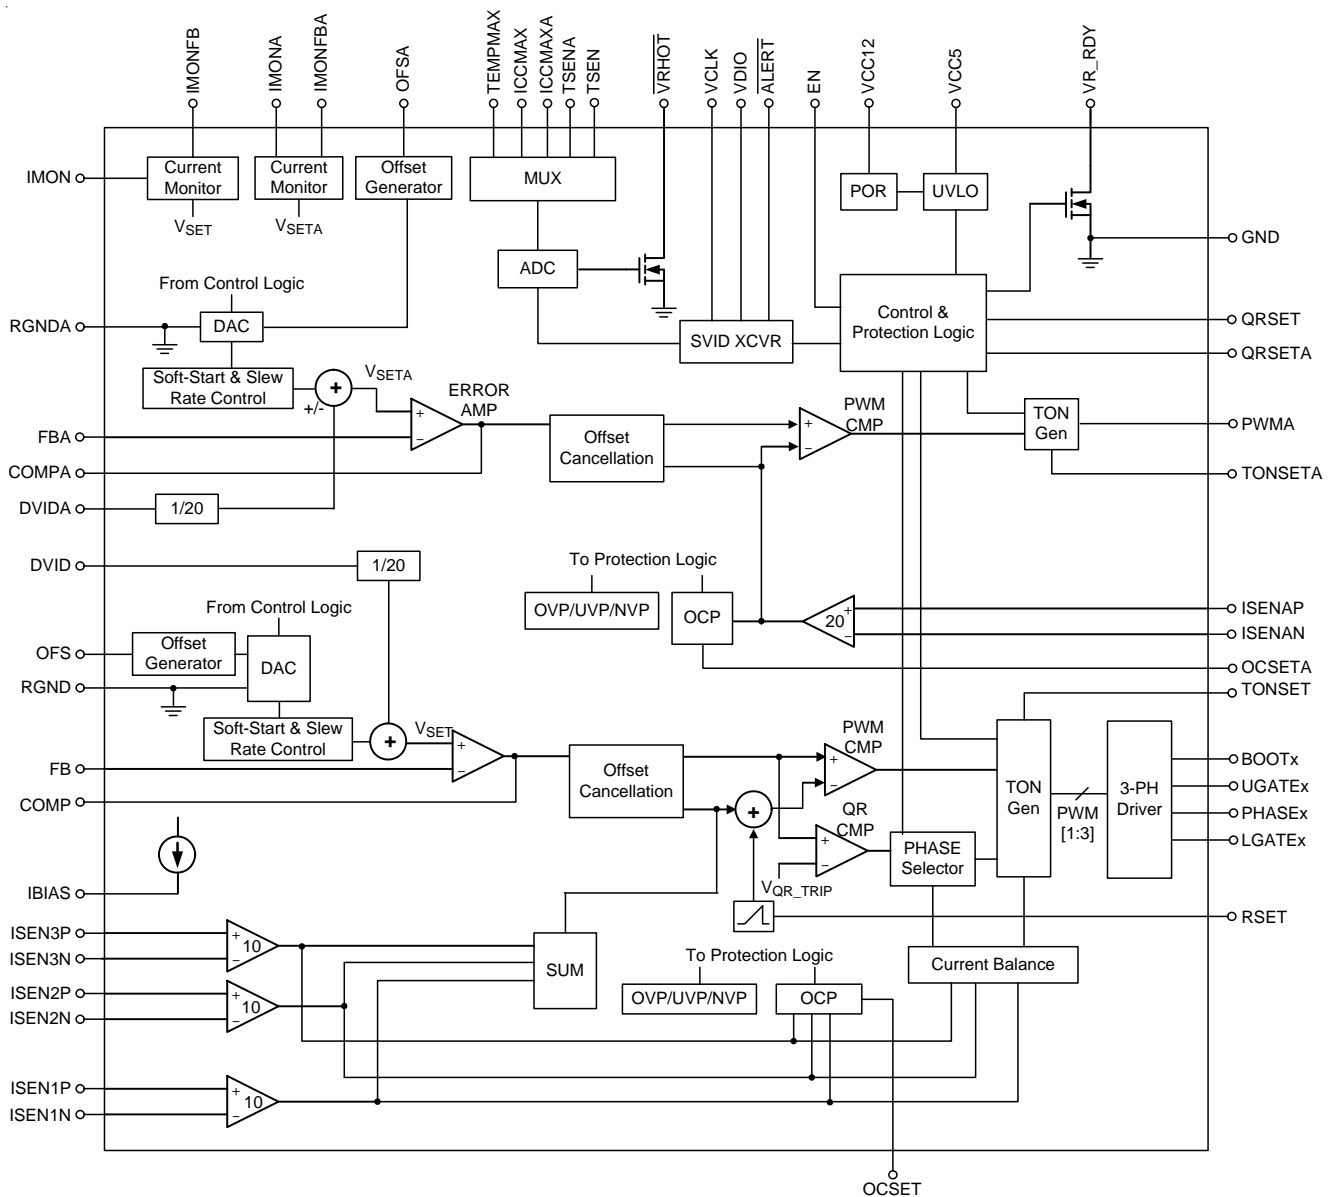 IMONFB
IMONA
IMONFBA
OFSA
TEMPMAX
ICCMAX
ICCMAXA
TSENA
TSEN
VRHOT
VCLK
VDIO
ALERT
EN
VCC12
VCC5
VR_RDY
IMON
Current
Monitor
Current
Monitor
Offset
Generator
MUX
POR
UVLO
VSET
VSETA
GND
ADC
From Control Logic
RGNDA
DAC
Control &
Protection Logic
QRSET
SVID XCVR
QRSETA
Soft-Start & Slew
Rate Control
+
+/-
VSETA
ERROR
AMP
+
−
PWM
CMP
+
−
TON
Gen
PWMA
FBA
Offset
Cancellation
COMPA
TONSETA
DVIDA
1/20
DVID
1/20
To Protection Logic
OVP/UVP/NVP
OCP
20
+
−
ISENAP
ISENAN
From Control Logic
OFS
Offset
Generator
DAC
OCSETA
RGND
TONSET
Soft-Start & Slew
Rate Control
+
VSET
+
−
PWM
CMP
+
−
FB
Offset
Cancellation
BOOTx
TON
Gen
3-PH
Driver
UGATEx
COMP
+
QR
CMP
+
−
PWM
[1:3]
PHASEx
PHASE
Selector
LGATEx
VQR_TRIP
IBIAS
RSET
ISEN3P
ISEN3N
+
−
10
SUM
To Protection Logic
Current Balance
ISEN2P
ISEN2N
+
−
10
OVP/UVP/NVP
OCP
ISEN1P
ISEN1N
+
−
10
OCSET